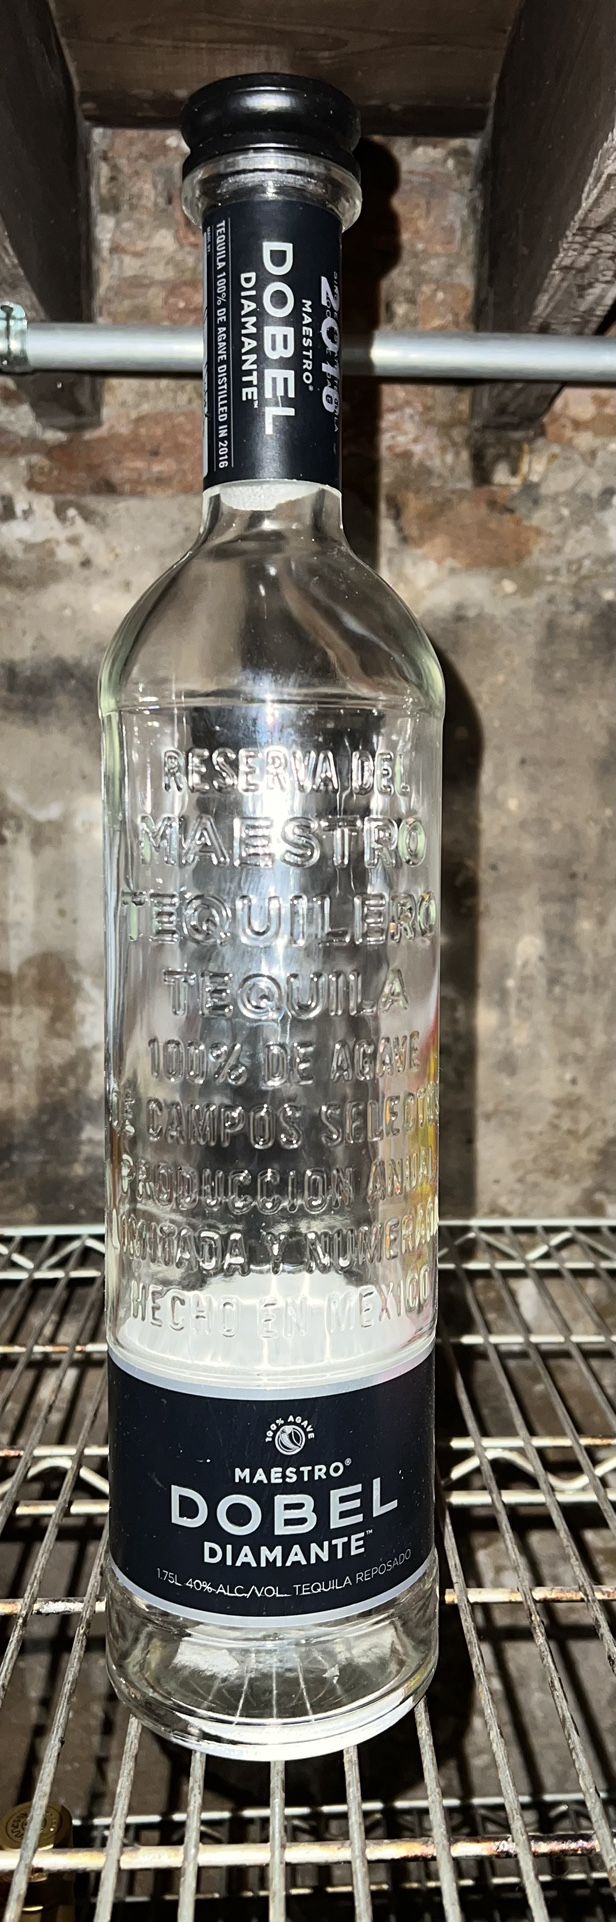 TEQUILA 100% DE AGAVE DISTILLED IN 2016
MAESTRO®
DOBEL
DIAMANTE™
2016
RESERVA DEL
MAESTRO
TEQUILERO
TEQUILA
100% DE AGAVE
DE CAMPOS SELECTOS
PRODUCCION ANUAL
LIMITADA Y NUMERADA
HECHO EN MEXICO
100% AGAVE
MAESTRO®
DOBEL
DIAMANTE™
1.75L 40% ALC./VOL. TEQUILA REPOSADO